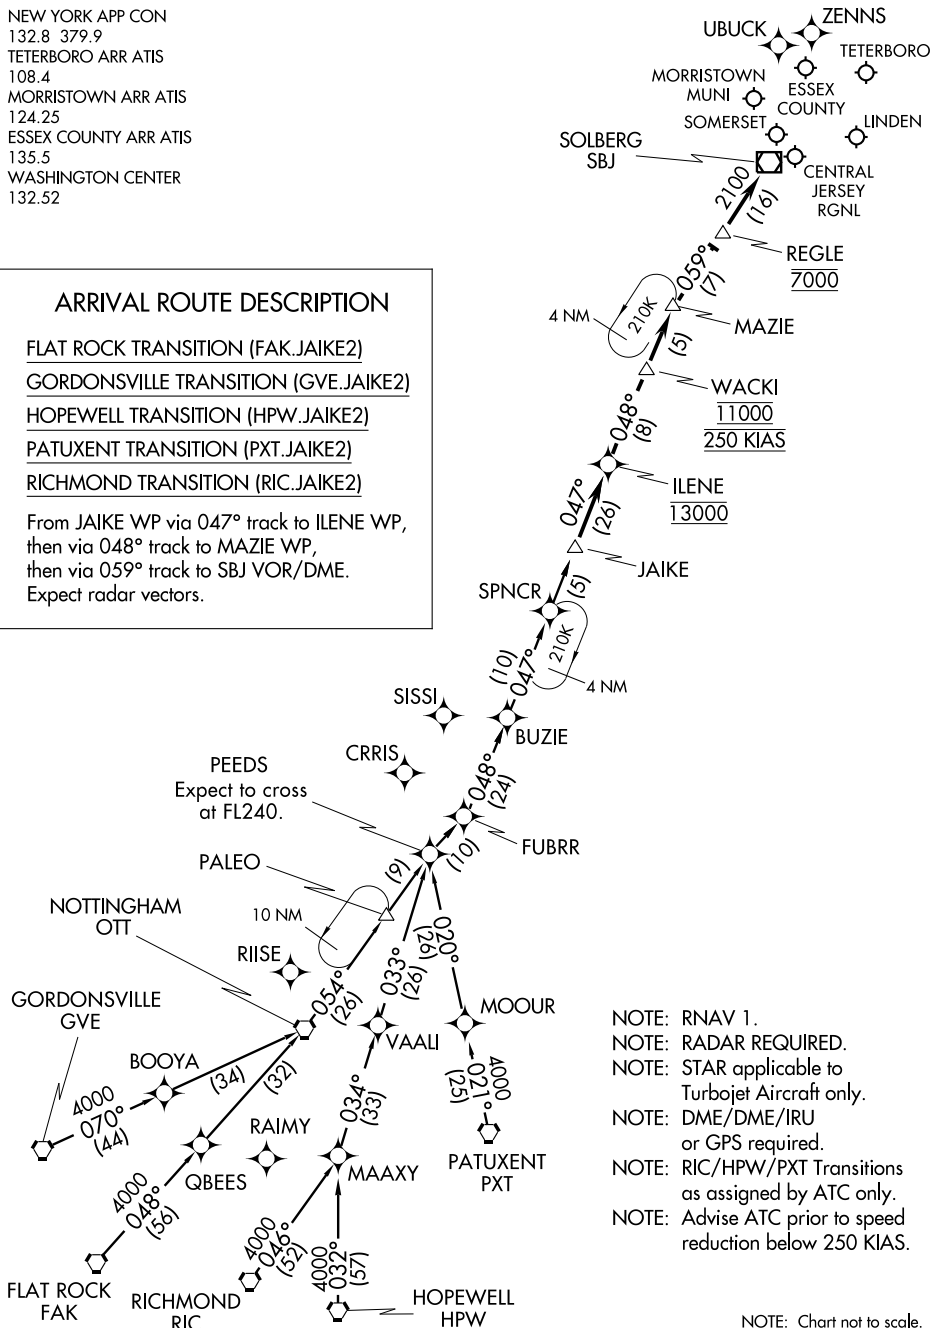 NEW YORK APP CON
132.8 379.9
TETERBORO ARR ATIS
108.4
MORRISTOWN ARR ATIS
124.25
ESSEX COUNTY ARR ATIS
135.5
WASHINGTON CENTER
132.52
UBUCK
ZENNS
TETERBORO
MORRISTOWN
MUNI
ESSEX
COUNTY
SOMERSET
LINDEN
SOLBERG
SBJ
CENTRAL
JERSEY
RGNL
2100
(16)
REGLE
7000
059°
(7)
4 NM
210K
MAZIE
(5)
WACKI
11000
250 KIAS
048°
(8)
ILENE
13000
047°
(26)
JAIKE
(5)
SPNCR
210K
4 NM
(10)
047°
ARRIVAL ROUTE DESCRIPTION
FLAT ROCK TRANSITION (FAK.JAIKE2)
GORDONSVILLE TRANSITION (GVE.JAIKE2)
HOPEWELL TRANSITION (HPW.JAIKE2)
PATUXENT TRANSITION (PXT.JAIKE2)
RICHMOND TRANSITION (RIC.JAIKE2)
From JAIKE WP via 047° track to ILENE WP,
then via 048° track to MAZIE WP,
then via 059° track to SBJ VOR/DME.
Expect radar vectors.
SISSI
BUZIE
CRRIS
048°
(24)
PEEDS
Expect to cross
at FL240.
FUBRR
(10)
(9)
PALEO
10 NM
NOTTINGHAM
OTT
RIISE
054°
(26)
033°
(26)
020°
(26)
MOOUR
VAALI
GORDONSVILLE
GVE
BOOYA
(34)
(32)
4000
070°
(44)
034°
(33)
4000
021°
(25)
RAIMY
QBEES
MAAXY
PATUXENT
PXT
4000
048°
(56)
4000
046°
(52)
4000
032°
(57)
FLAT ROCK
FAK
RICHMOND
RIC
HOPEWELL
HPW
NOTE: RNAV 1.
NOTE: RADAR REQUIRED.
NOTE: STAR applicable to
Turbojet Aircraft only.
NOTE: DME/DME/IRU
or GPS required.
NOTE: RIC/HPW/PXT Transitions
as assigned by ATC only.
NOTE: Advise ATC prior to speed
reduction below 250 KIAS.
NOTE: Chart not to scale.